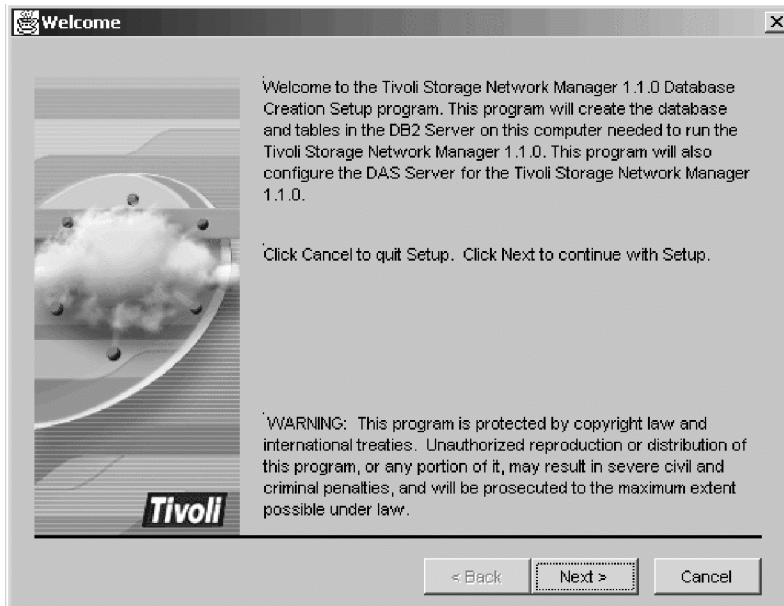 Welcome
Welcome to the Tivoli Storage Network Manager 1.1.0 Database
Creation Setup program. This program will create the database
and tables in the DB2 Server on this computer needed to run the
Tivoli Storage Network Manager 1.1.0. This program will also
configure the DAS Server for the Tivoli Storage Network Manager
1.1.0.
Click Cancel to quit Setup. Click Next to continue with Setup.
WARNING: This program is protected by copyright law and
international treaties. Unauthorized reproduction or distribution of
this program, or any portion of it, may result in severe civil and
criminal penalties, and will be prosecuted to the maximum extent
possible under law.
Tivoli
< Back
Next >
Cancel